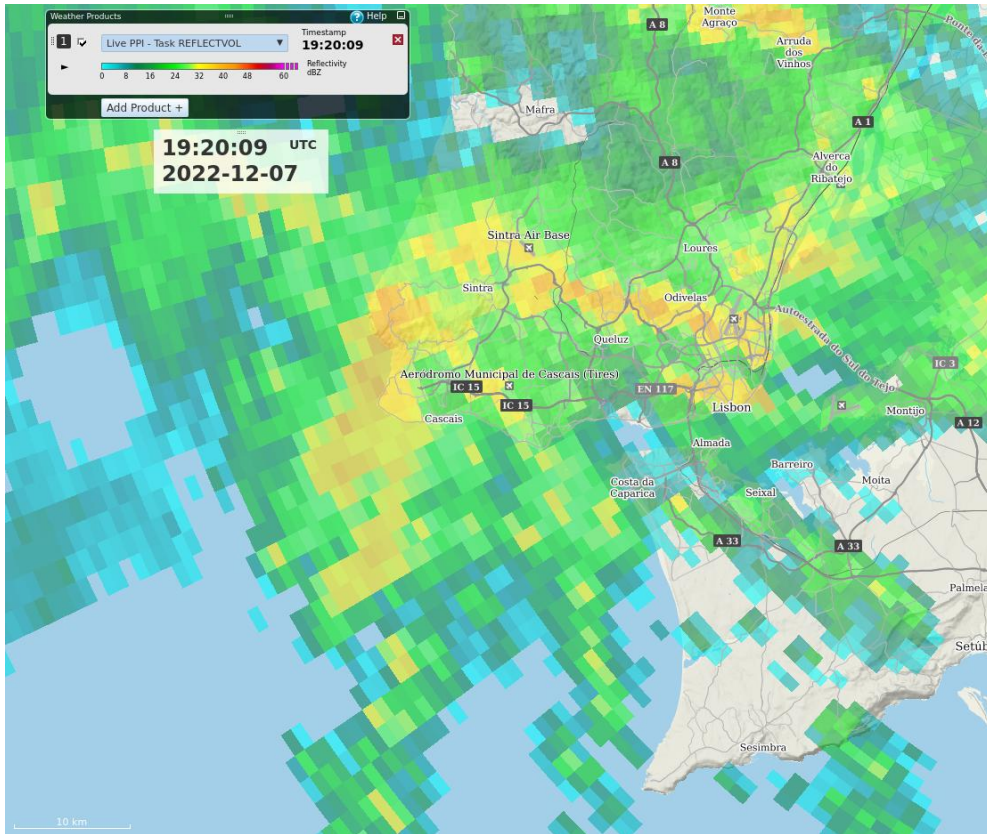 Weather Products
Help
1
Live PPI - Task REFLECTVOL
Timestamp
19:20:09
0 8 16 24 32 40 48 60
Reflectivity
dBZ
Add Product +
19:20:09 UTC
2022-12-07
Monte
Agraço
A 8
Arruda
dos
Vinhos
Mafra
A 1
A 8
Alverca
do
Ribatejo
Sintra Air Base
Loures
Sintra
Odivelas
Autoestrada do Sul do Tejo
Queluz
IC 3
Aeródromo Municipal de Cascais (Tires)
IC 15
EN 117
IC 15
Lisbon
Cascais
Montijo
A 12
Almada
Barreiro
Costa da
Caparica
Seixal
Moita
A 33
A 33
Palmela
Setúb
Sesimbra
10 km